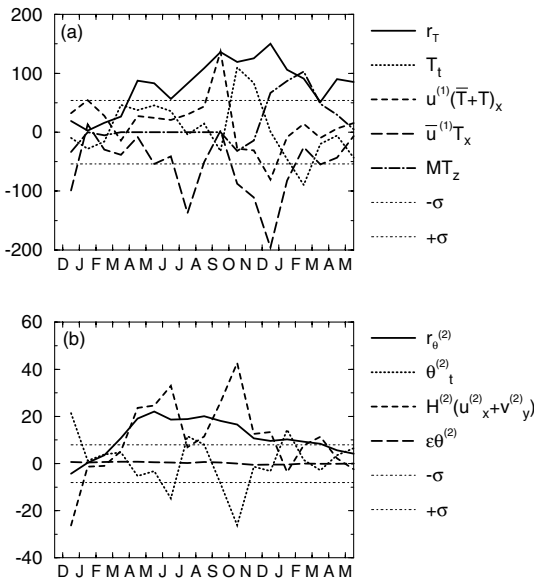 (a)
200
100
0
-100
-200
D J F M A M J J A S O N D J F M A M
r_T
T_t
u^(1)(T̅+T)_x
u̅^(1)T_x
MT_z
-σ
+σ
(b)
60
40
20
0
-20
-40
D J F M A M J J A S O N D J F M A M
r_θ^(2)
θ^(2)_t
H^(2)(u^(2)_x+v^(2)_y)
εθ^(2)
-σ
+σ